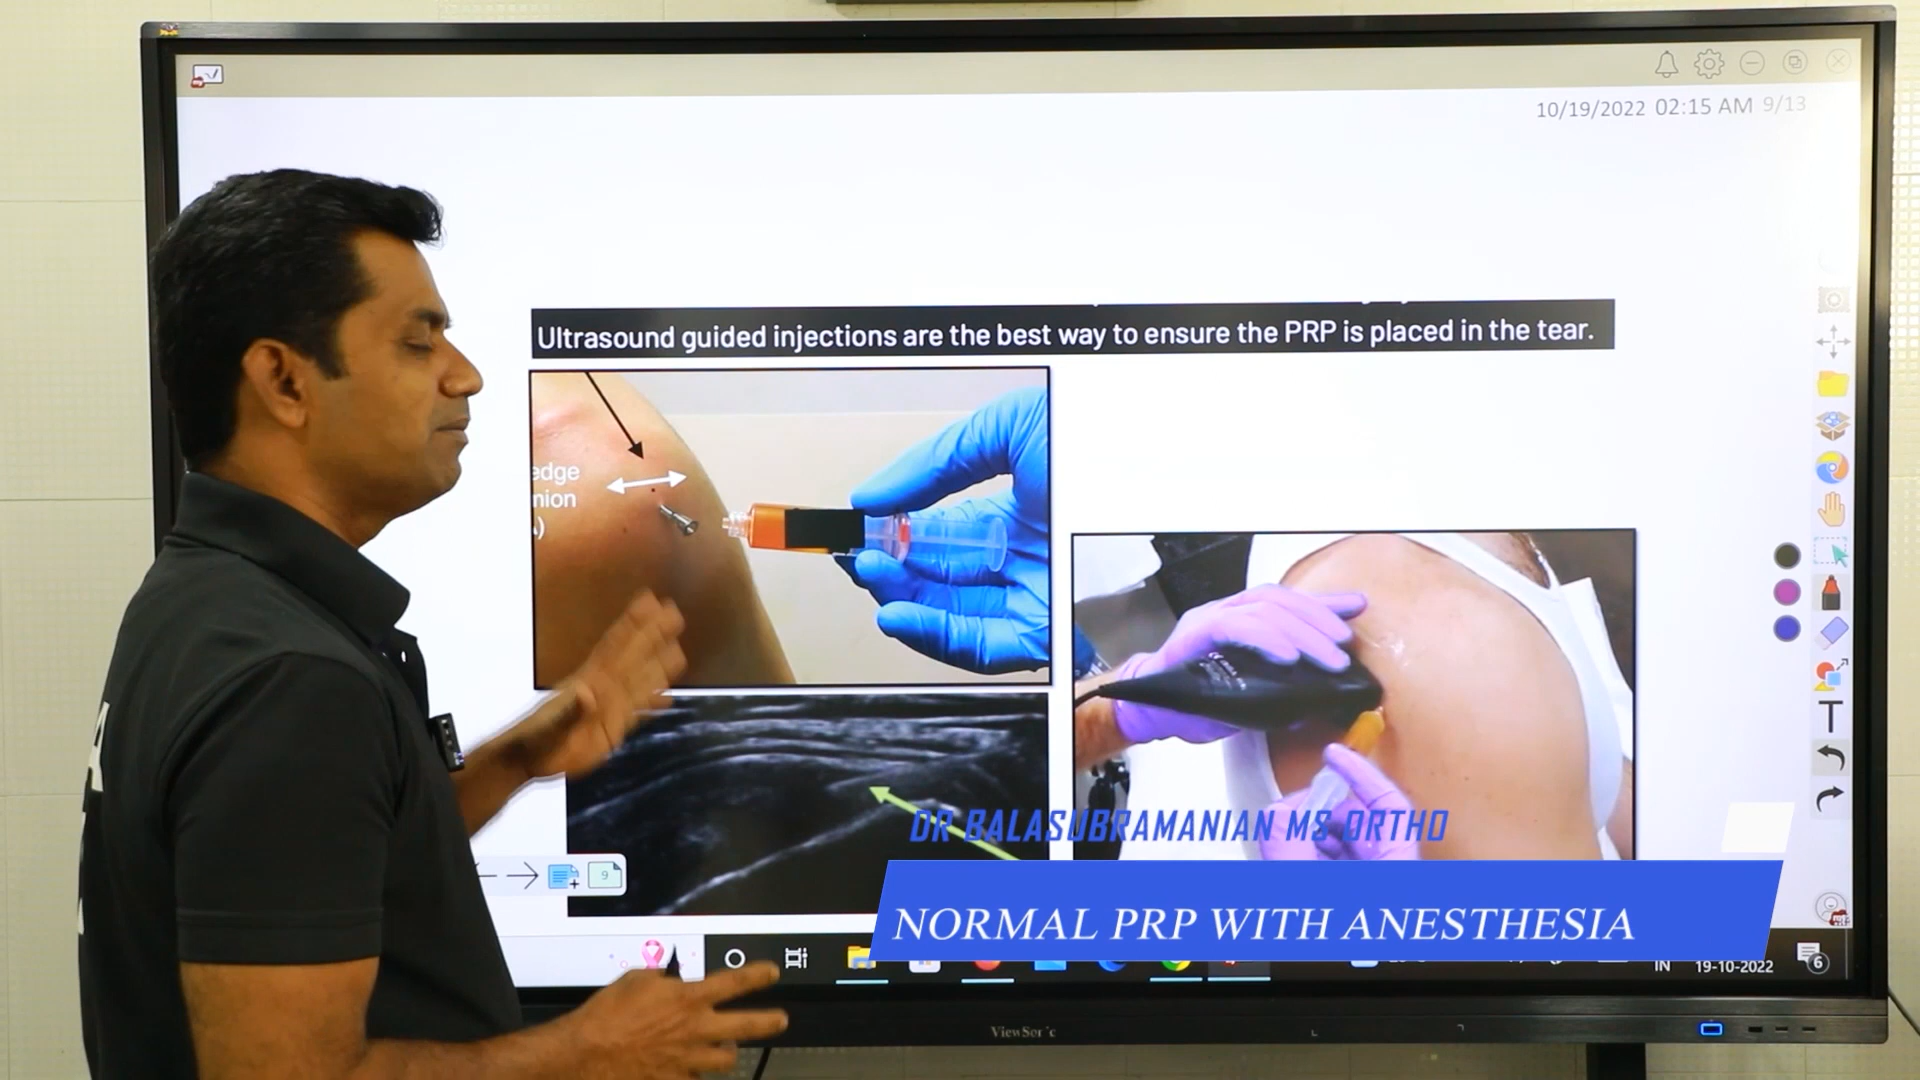 10/19/2022 02:15 AM 9/13
Ultrasound guided injections are the best way to ensure the PRP is placed in the tear.
edge
nion
DR BALASUBRAMANIAN MS ORTHO
NORMAL PRP WITH ANESTHESIA
9
T
IN 19-10-2022 6
ViewSonic
A